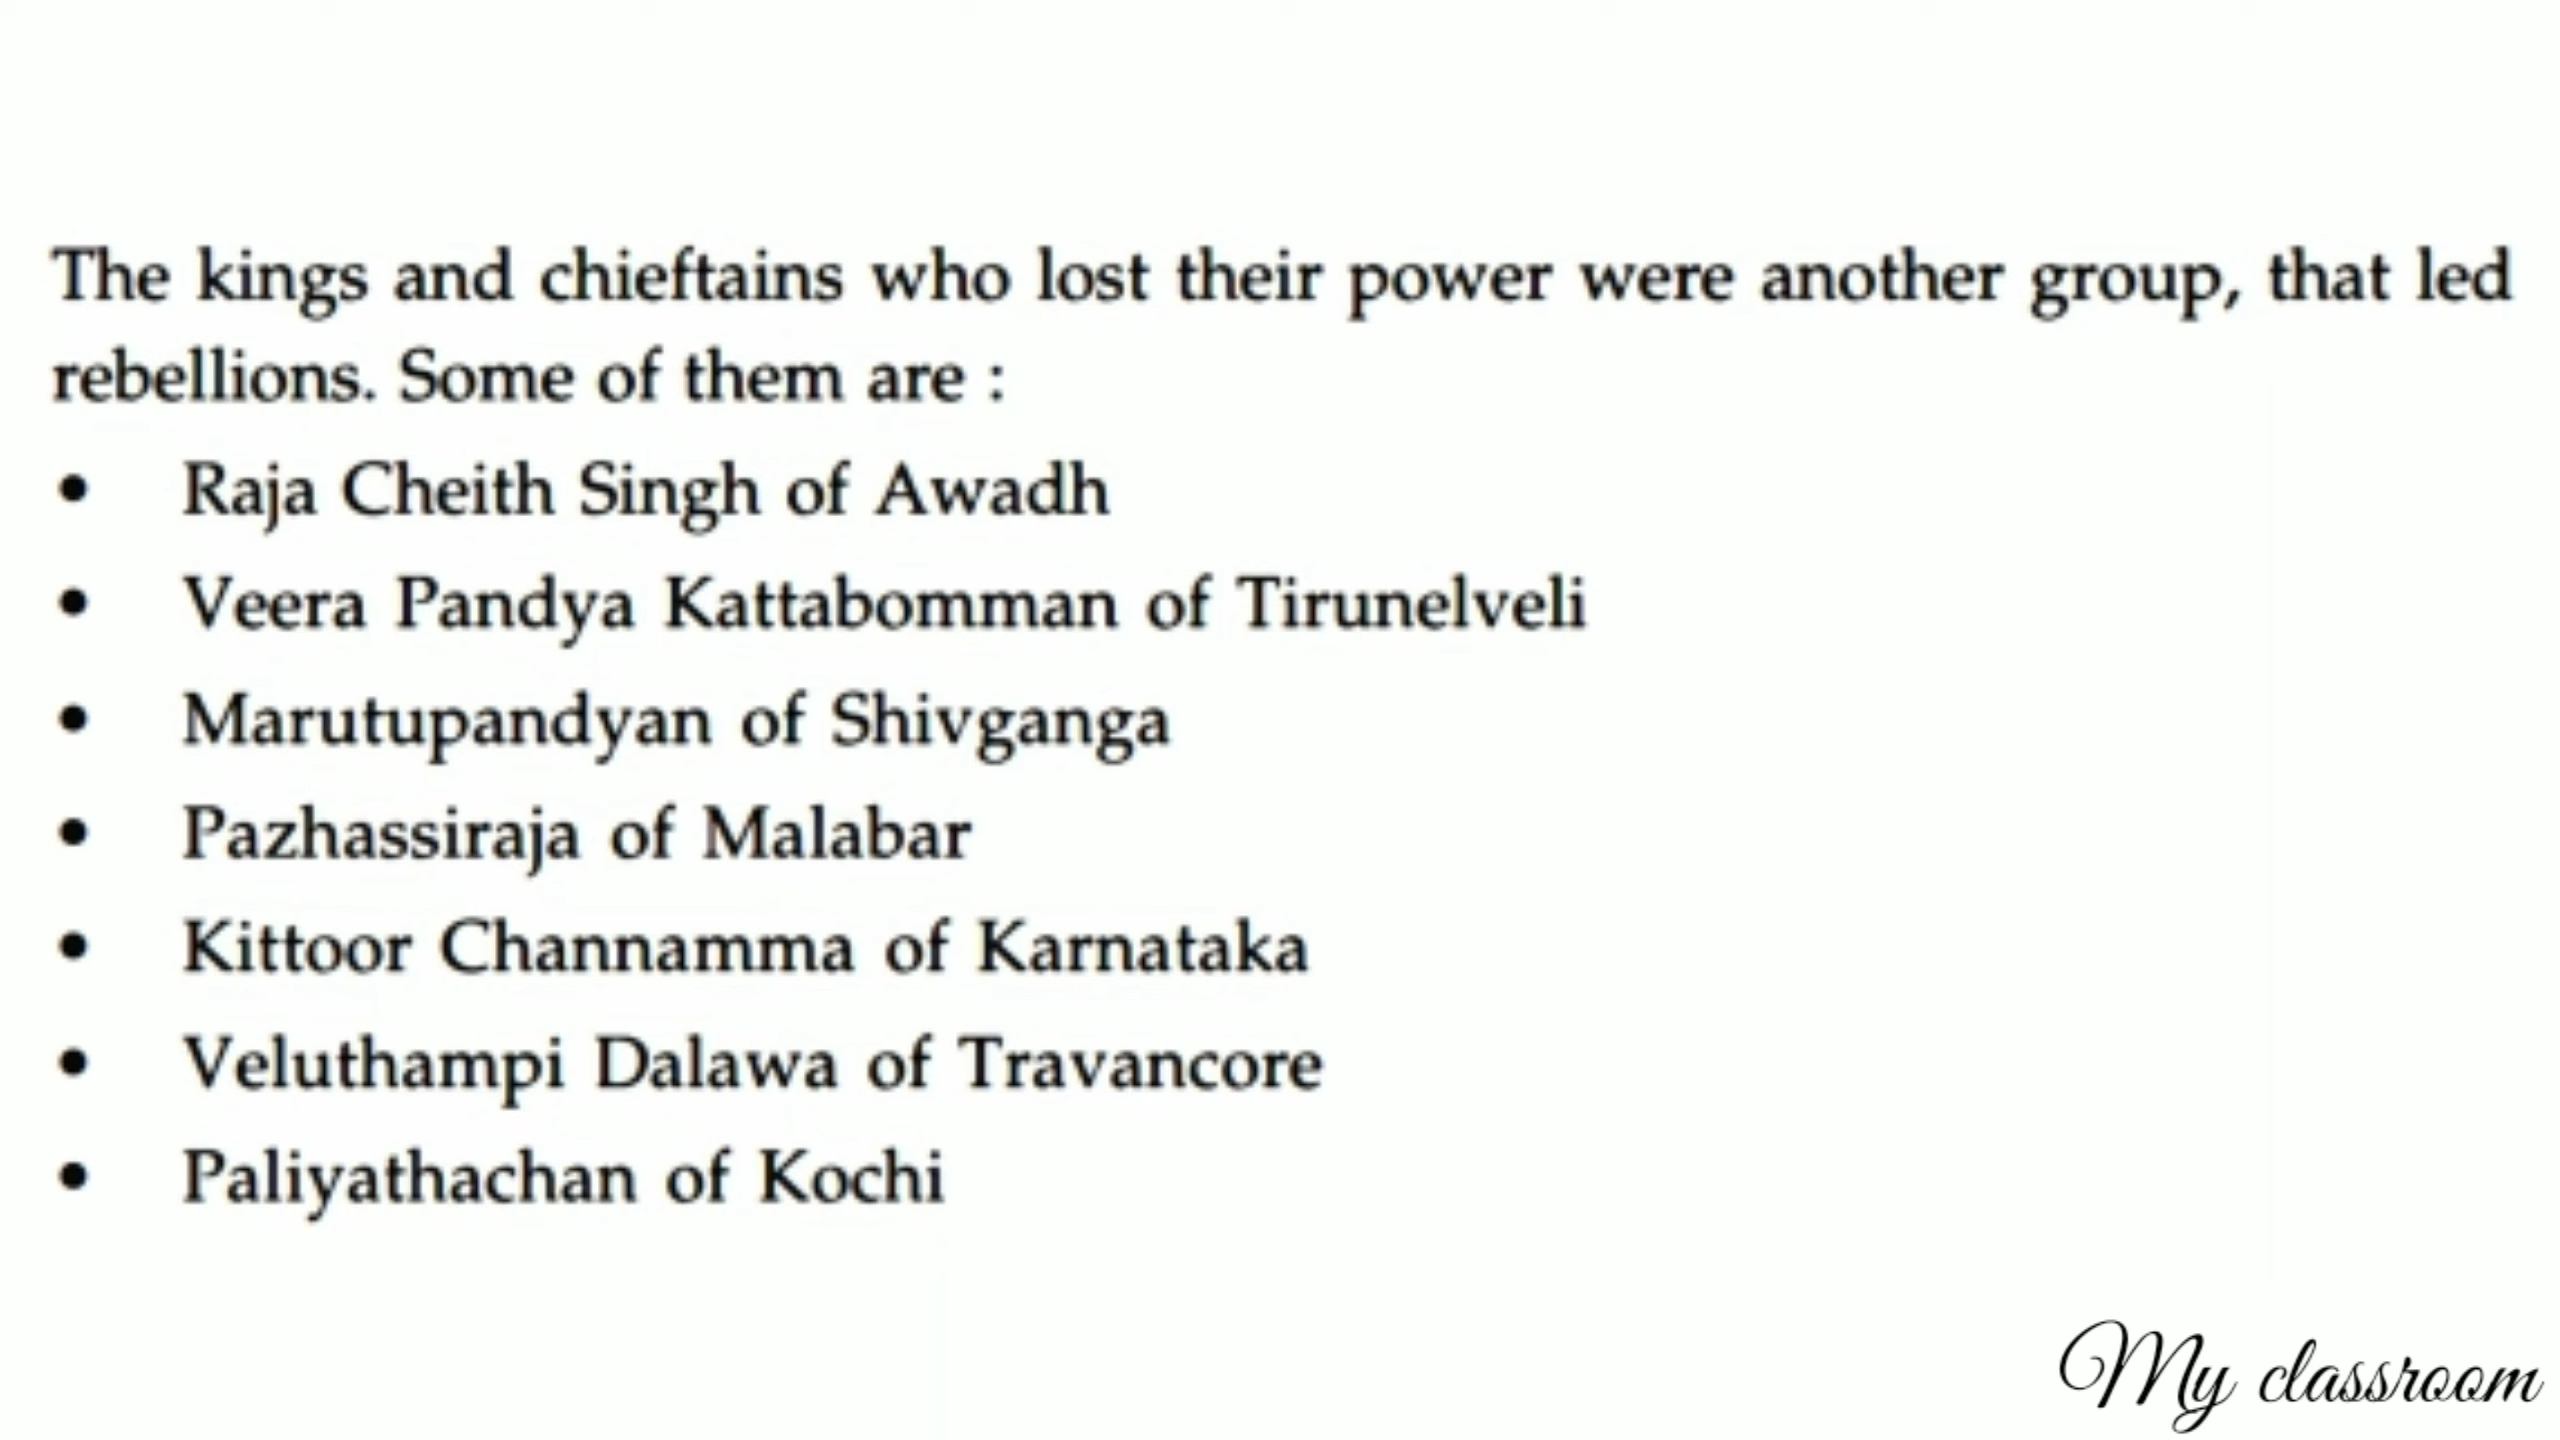 The kings and chieftains who lost their power were another group, that led
rebellions. Some of them are :
• Raja Cheith Singh of Awadh
• Veera Pandya Kattabomman of Tirunelveli
• Marutupandyan of Shivganga
• Pazhassiraja of Malabar
• Kittoor Channamma of Karnataka
• Veluthampi Dalawa of Travancore
• Paliyathachan of Kochi
My classroom